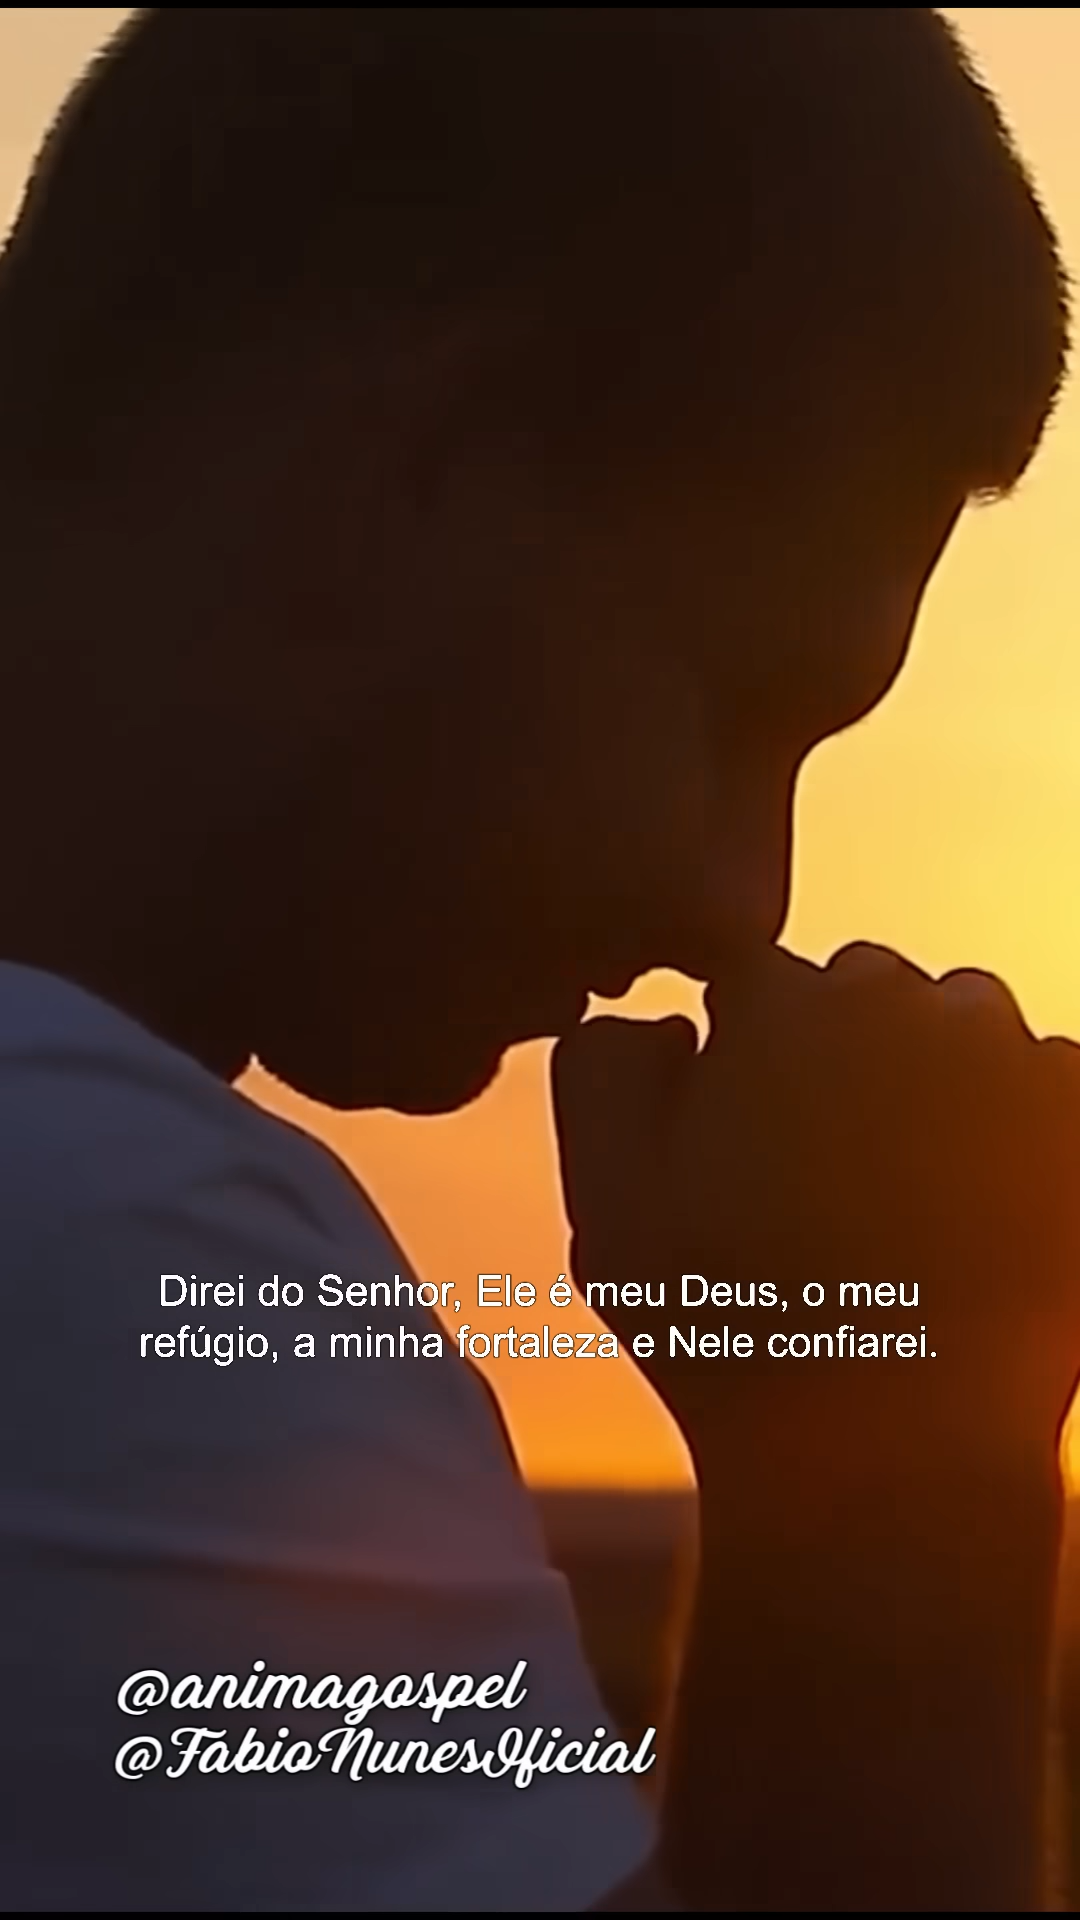 Direi do Senhor, Ele é meu Deus, o meu
refúgio, a minha fortaleza e Nele confiarei.
@animagospel
@FabioNunesOficial